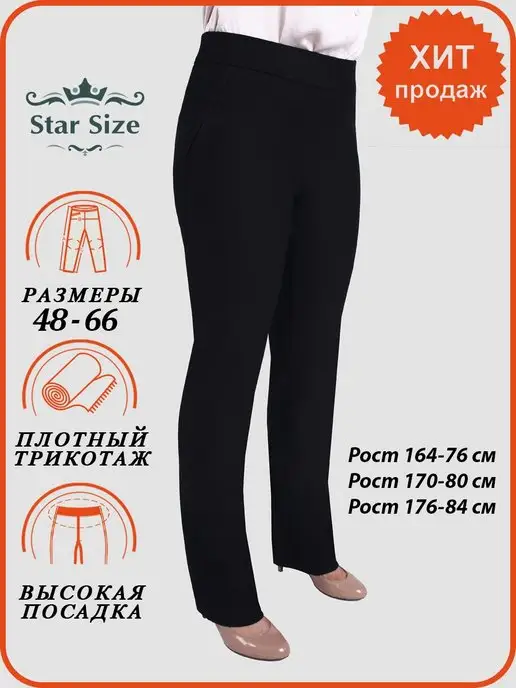 Star Size
ХИТ
продаж
РАЗМЕРЫ
48-66
ПЛОТНЫЙ
ТРИКОТАЖ
ВЫСОКАЯ
ПОСАДКА
Рост 164-76 см
Рост 170-80 см
Рост 176-84 см